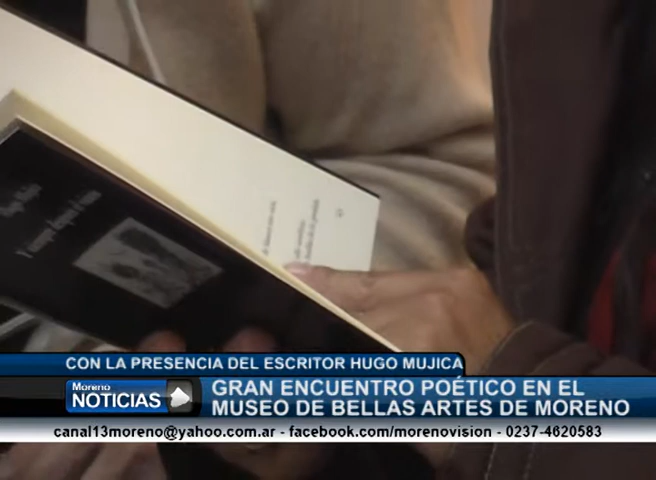 CON LA PRESENCIA DEL ESCRITOR HUGO MUJICA
Moreno
NOTICIAS
GRAN ENCUENTRO POÉTICO EN EL
MUSEO DE BELLAS ARTES DE MORENO
canal13moreno@yahoo.com.ar - facebook.com/morenovision - 0237-4620583